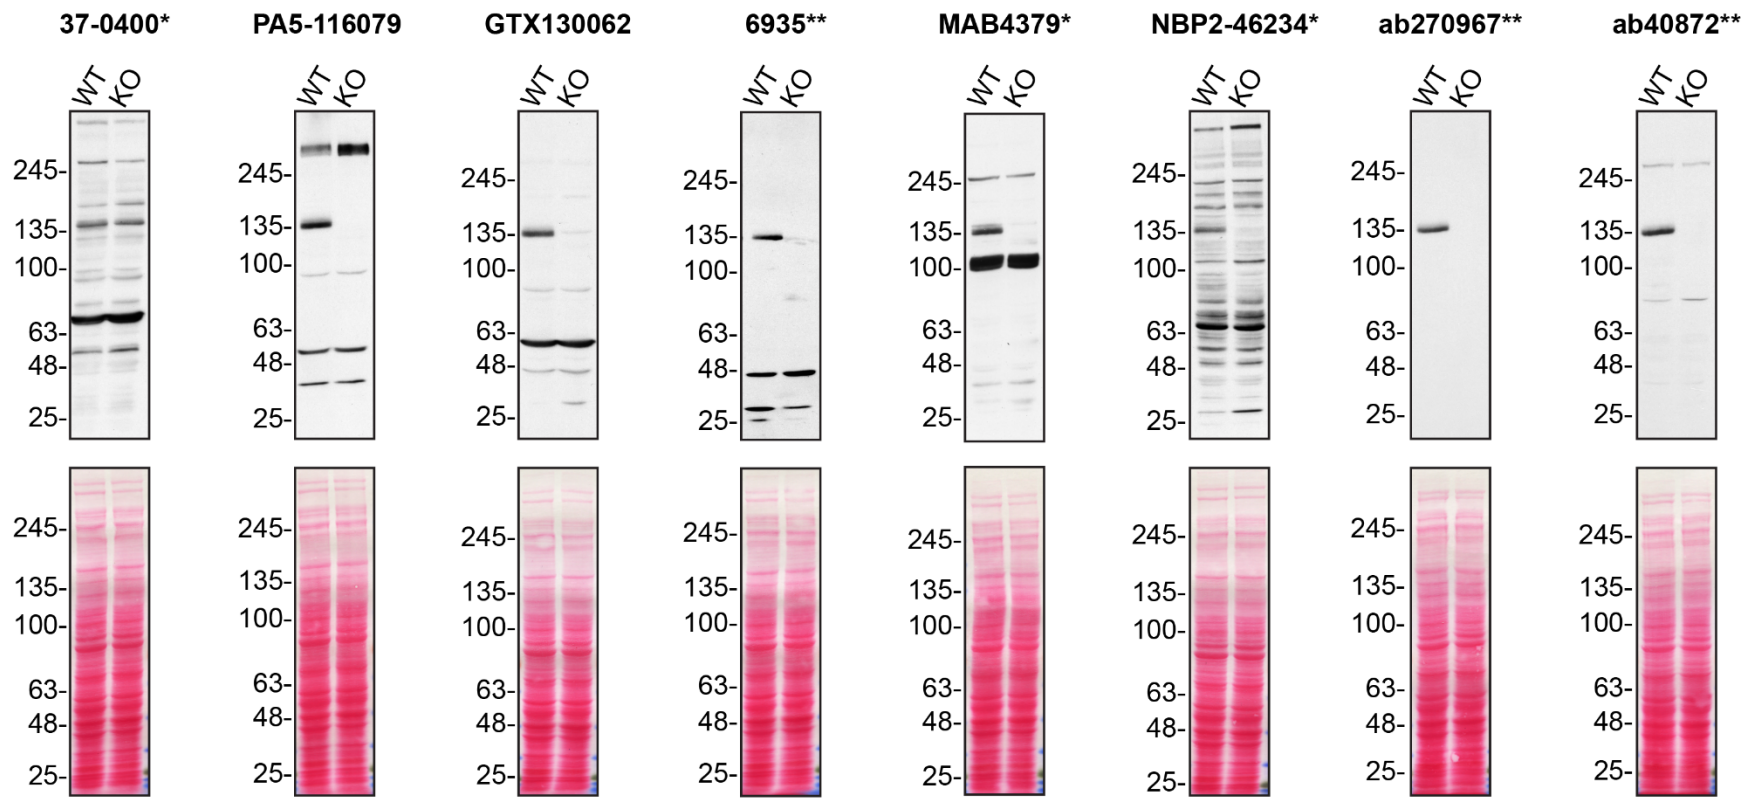 37-0400* PA5-116079 GTX130062 6935** MAB4379* NBP2-46234* ab270967** ab40872**
WT KO WT KO WT KO WT KO WT KO WT KO WT KO WT KO
245- 245- 245- 245- 245- 245- 245- 245-
135- 135- 135- 135- 135- 135- 135- 135-
100- 100- 100- 100- 100- 100- 100- 100-
63- 63- 63- 63- 63- 63- 63- 63-
48- 48- 48- 48- 48- 48- 48- 48-
25- 25- 25- 25- 25- 25- 25- 25-
245- 245- 245- 245- 245- 245- 245- 245-
135- 135- 135- 135- 135- 135- 135- 135-
100- 100- 100- 100- 100- 100- 100- 100-
63- 63- 63- 63- 63- 63- 63- 63-
48- 48- 48- 48- 48- 48- 48- 48-
25- 25- 25- 25- 25- 25- 25- 25-